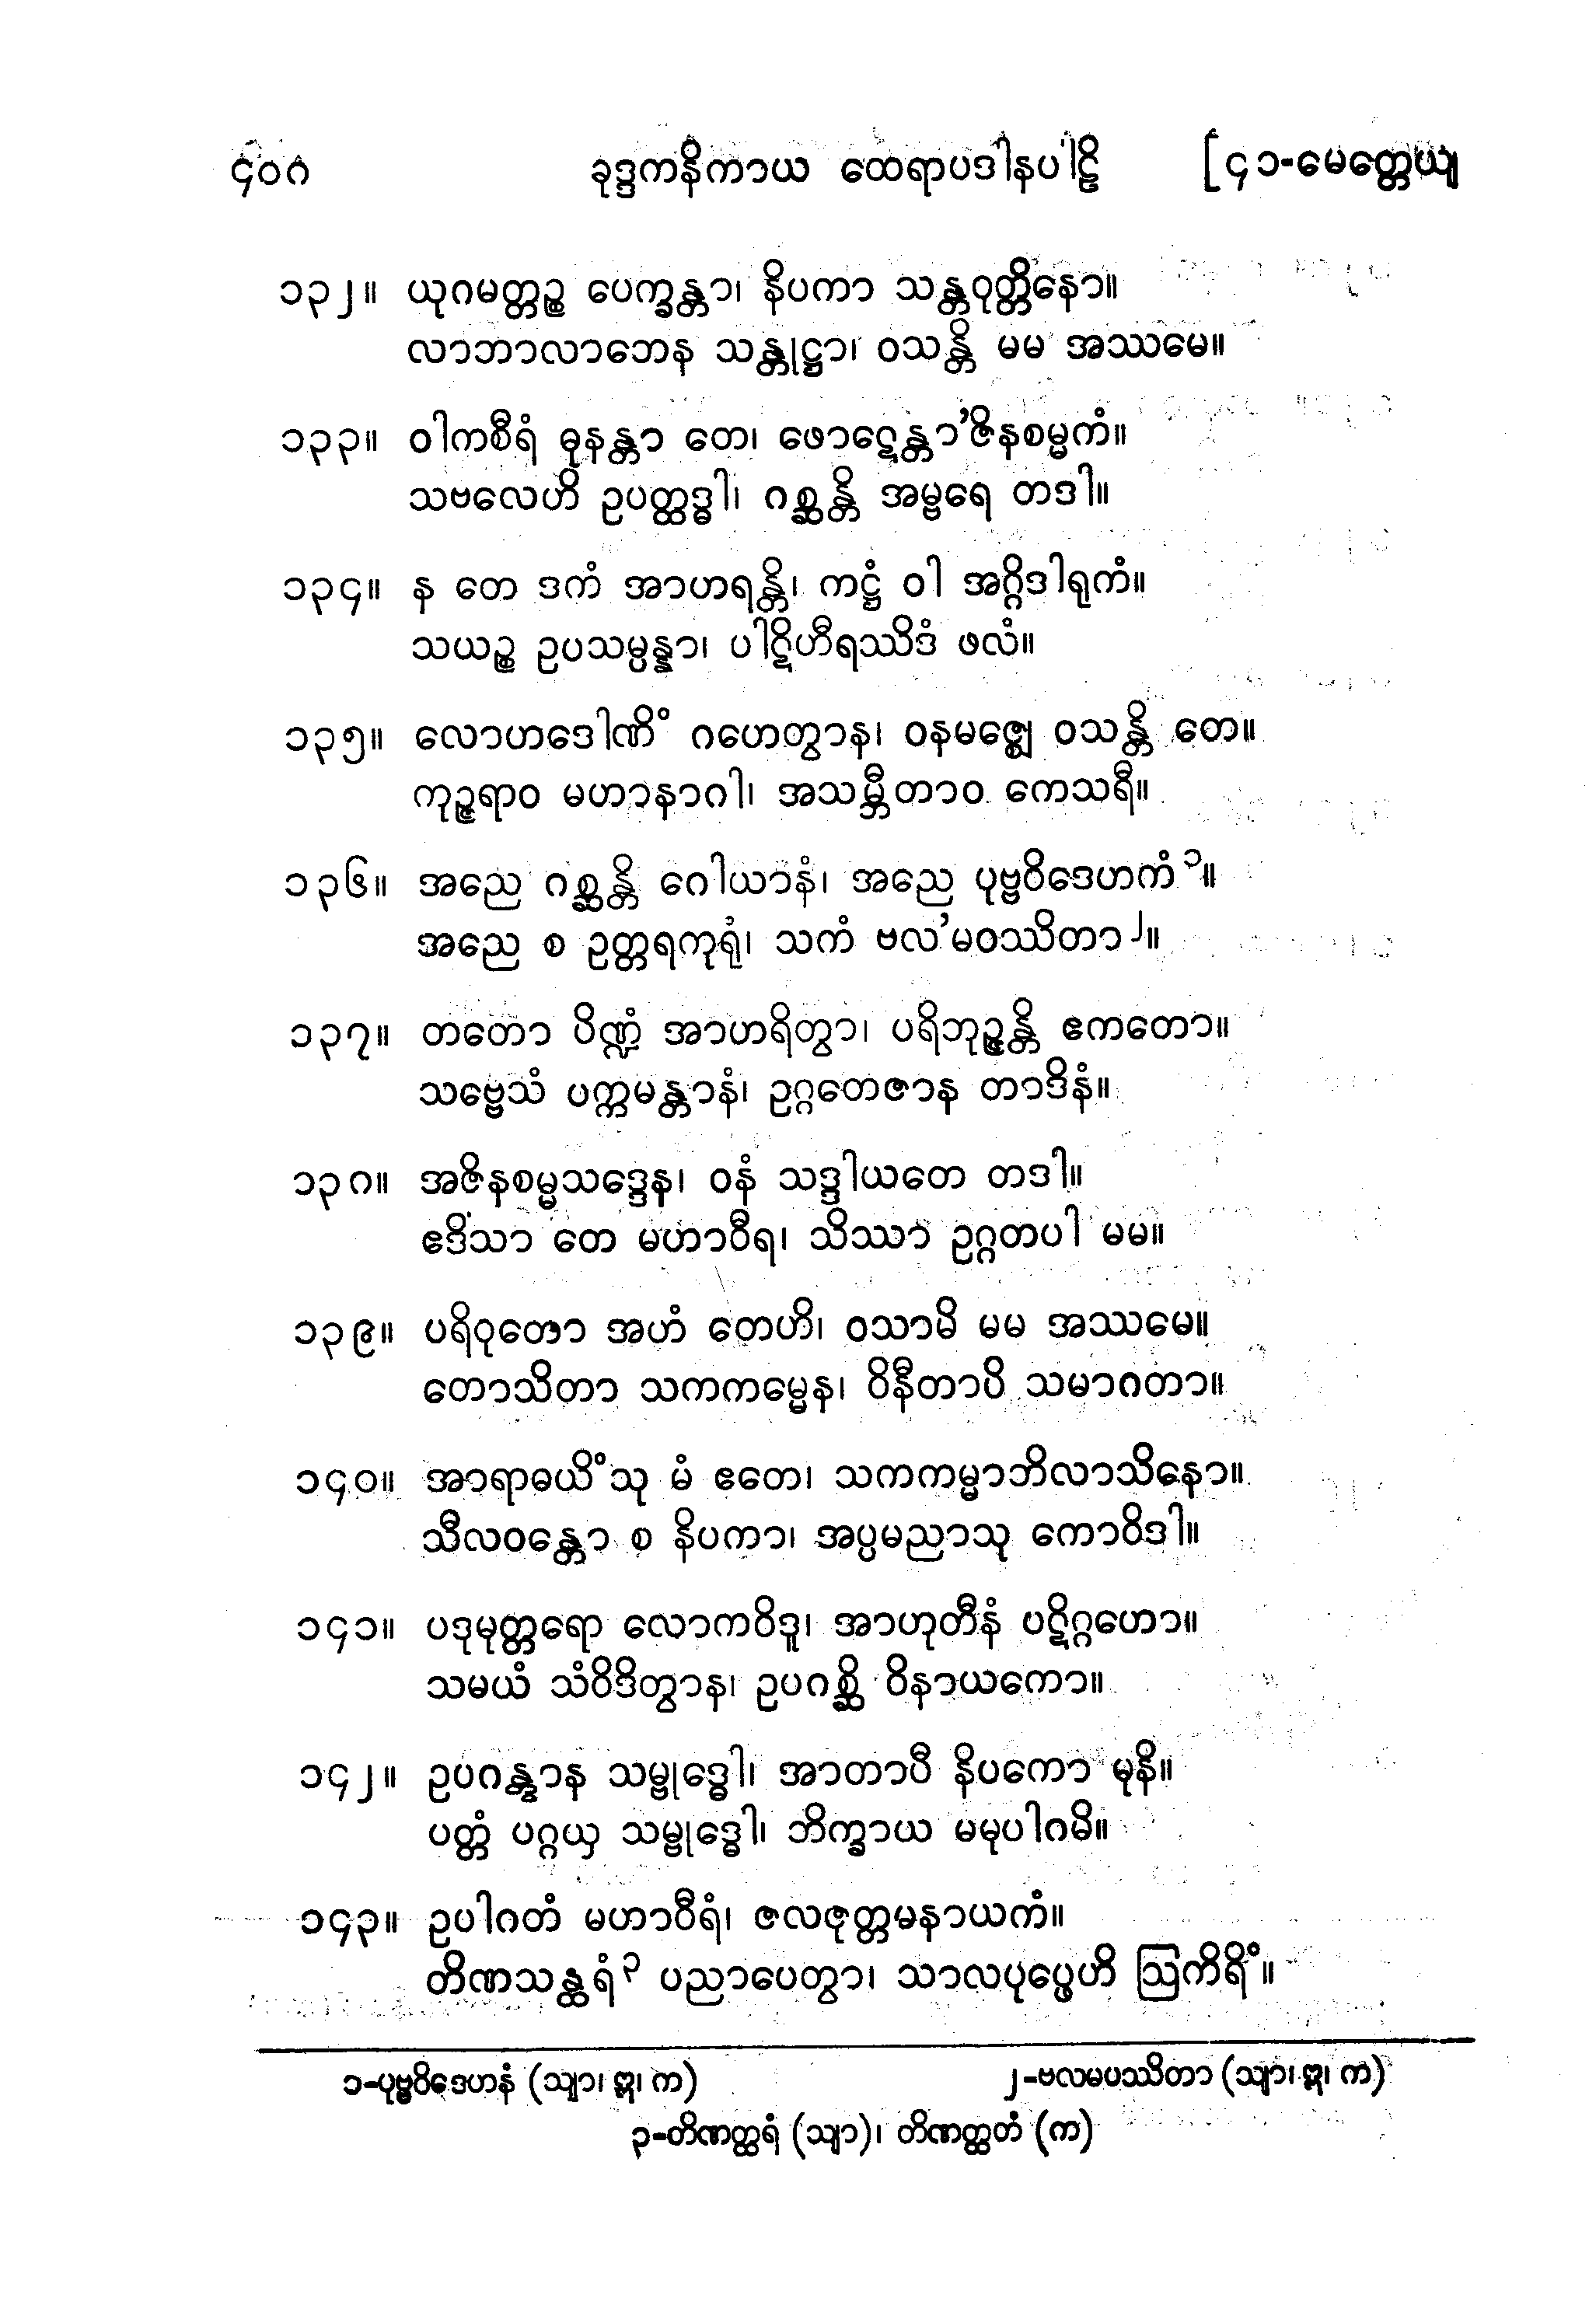 ၄၀၈ ခုဒ္ဒကနိကာယ ထေရာပဒါနပါဠိ [၄၁-မေတ္တေယျ
၁၃၂။ ယုဂမတ္တဉ္စ ပေက္ခန္တာ၊ နိပကာ သန္တဝုတ္တိနော။
လာဘာလာဘေန သန္တုဋ္ဌာ၊ ဝသန္တိ မမ အဿမေ။
၁၃၃။ ဝါကစီရံ ဓုနန္တာ တေ၊ ဖောဋေန္တာ’ဇိနစမ္မကံ။
သဗလေဟိ ဥပတ္ထဒ္ဓါ၊ ဂစ္ဆန္တိ အမ္ဗရေ တဒါ။
၁၃၄။ န တေ ဒကံ အာဟရန္တိ၊ ကဋ္ဌံ ဝါ အဂ္ဂိဒါရုကံ။
သယဉ္စ ဥပသမ္ပန္နာ၊ ပါဋိဟီရဿိဒံ ဖလံ။
၁၃၅။ လောဟဒေါဏိံ ဂဟေတွာန၊ ဝနမဇ္ဈေ ဝသန္တိ တေ။
ကုဉ္ဇရာဝ မဟာနာဂါ၊ အသမ္ဘီတာဝ ကေသရီ။
၁၃၆။ အညေ ဂစ္ဆန္တိ ဂေါယာနံ၊ အညေ ပုဗ္ဗဝိဒေဟကံ ၁။
အညေ စ ဥတ္တရကုရုံ၊ သကံ ဗလ’မဝဿိတာ ၂။
၁၃၇။ တတော ပိဏ္ဍံ အာဟရိတွာ၊ ပရိဘုဉ္ဇန္တိ ဧကတော။
သဗ္ဗေသံ ပက္ကမန္တာနံ၊ ဥဂ္ဂတေဇာန တာဒိနံ။
၁၃၈။ အဇိနစမ္မသဒ္ဒေန၊ ဝနံ သဒ္ဒါယတေ တဒါ။
ဧဒိသာ တေ မဟာဝီရ၊ သိဿာ ဥဂ္ဂတပါ မမ။
၁၃၉။ ပရိဝုတော အဟံ တေဟိ၊ ဝသာမိ မမ အဿမေ။
တောသိတာ သကကမ္မေန၊ ဝိနီတာပိ သမာဂတာ။
၁၄၀။ အာရာဓယိံသု မံ ဧတေ၊ သကကမ္မာဘိလာသိနော။
သီလဝန္တော စ နိပကာ၊ အပ္ပမညာသု ကောဝိဒါ။
၁၄၁။ ပဒုမုတ္တရော လောကဝိဒူ၊ အာဟုတီနံ ပဋိဂ္ဂဟော။
သမယံ သံဝိဒိတွာန၊ ဥပဂစ္ဆိ ဝိနာယကော။
၁၄၂။ ဥပဂန္တွာန သမ္ဗုဒ္ဓေါ၊ အာတာပီ နိပကော မုနိ။
ပတ္တံ ပဂ္ဂယှ သမ္ဗုဒ္ဓေါ၊ ဘိက္ခာယ မမုပါဂမိ။
၁၄၃။ ဥပါဂတံ မဟာဝီရံ၊ ဇလဇုတ္တမနာယကံ။
တိဏသန္ထရံ ၃ ပညာပေတွာ၊ သာလပုပ္ဖေဟိ ဩကိရိံ။
၁-ပုဗ္ဗဝိဒေဟနံ (သျာ၊ ဣ၊ က) ၂-ဗလမပဿိတာ (သျာ၊ ဣ၊ က)
၃-တိဏတ္ထရံ (သျာ)၊ တိဏတ္ထတံ (က)